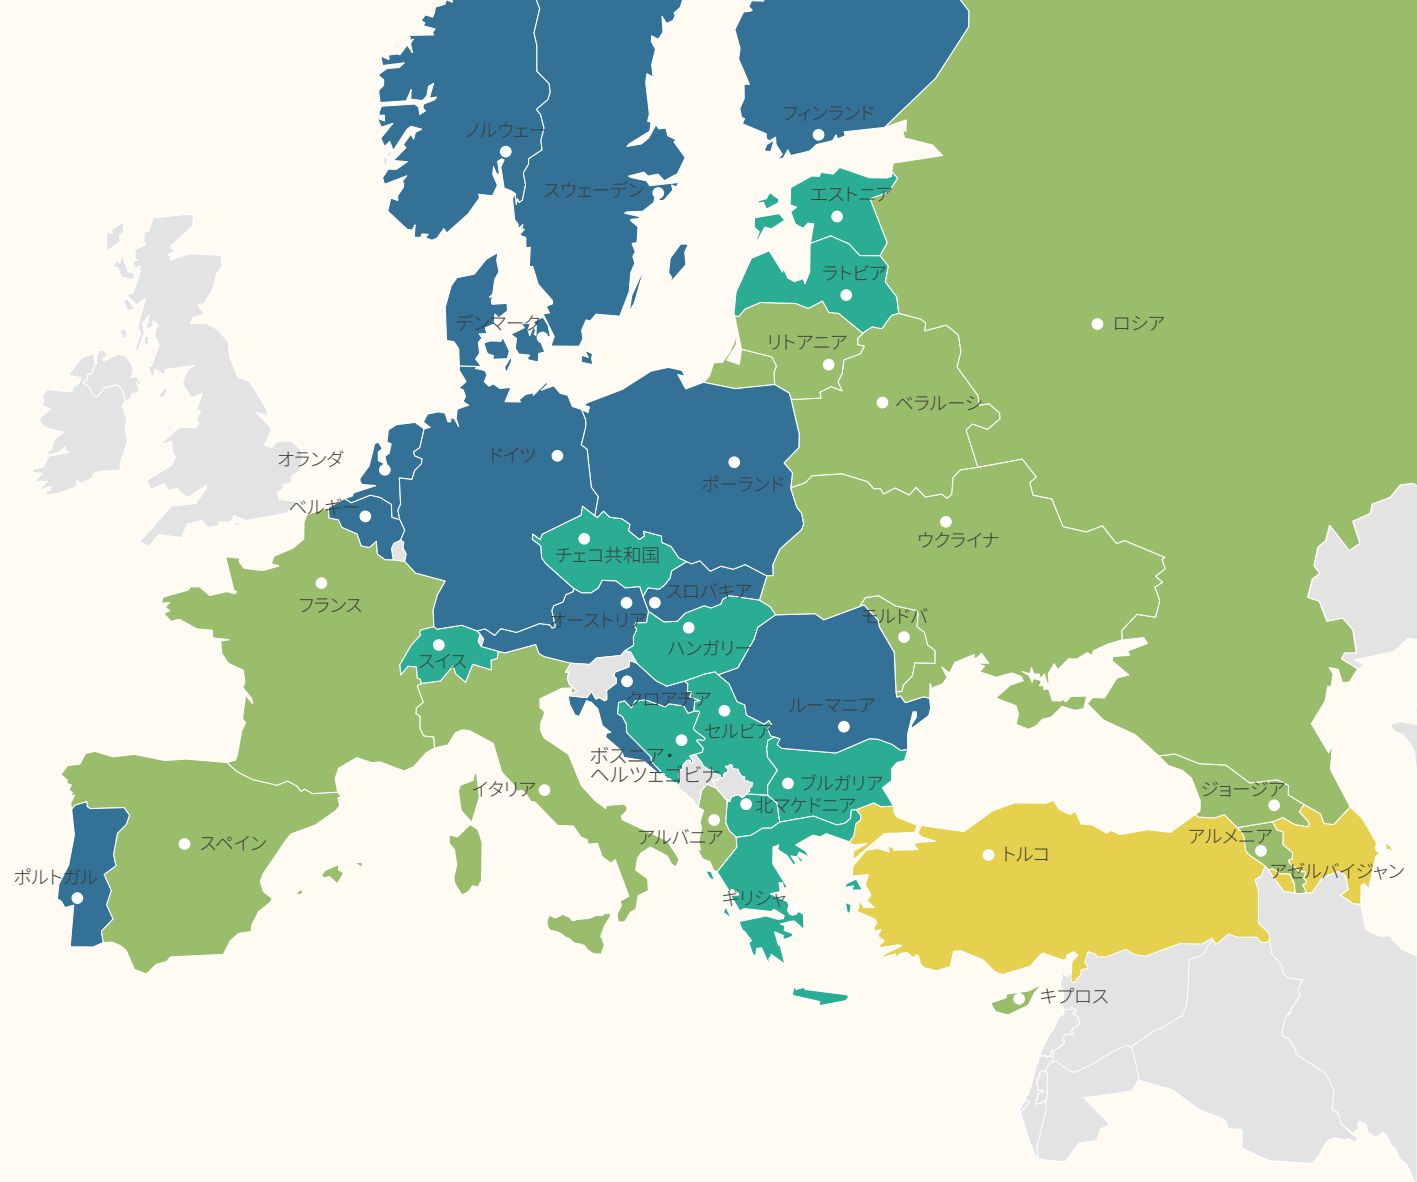 フィンランド
ノルウェー
スウェーデン
エストニア
ラトビア
デンマーク
ロシア
リトアニア
ベラルーシ
オランダ
ドイツ
ポーランド
ベルギー
ウクライナ
チェコ共和国
スロバキア
フランス
オーストリア
モルドバ
ハンガリー
スイス
クロアチア
ルーマニア
セルビア
ボスニア・
ヘルツェゴビナ
ブルガリア
イタリア
ジョージア
北マケドニア
アルバニア
アルメニア
スペイン
トルコ
アゼルバイジャン
ポルトガル
ギリシャ
キプロス